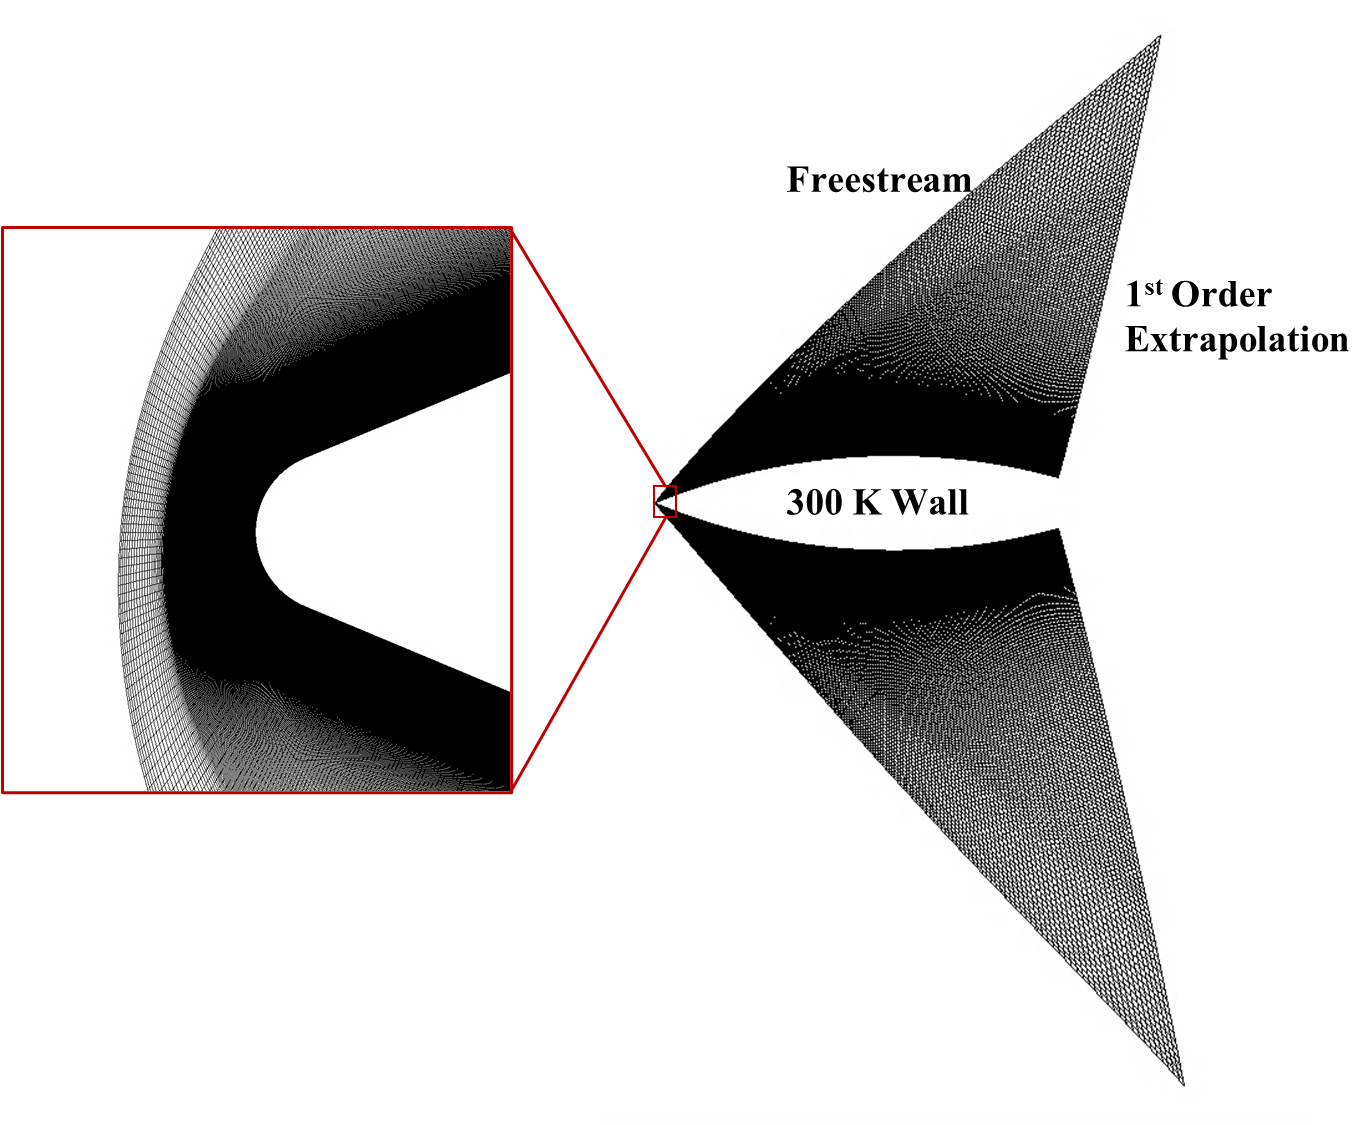 Freestream
1st Order
Extrapolation
300 K Wall